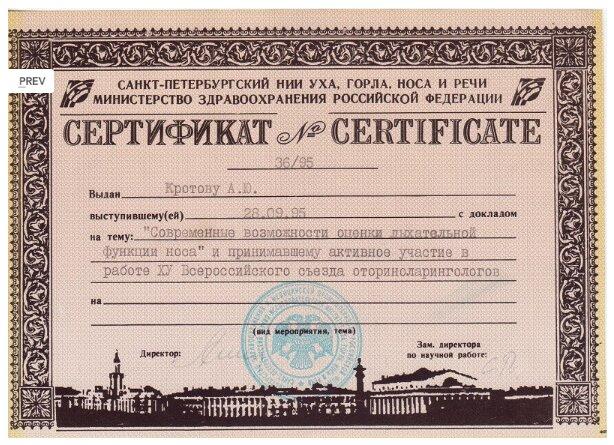 PREV
САНКТ-ПЕТЕРБУРГСКИЙ НИИ УХА, ГОРЛА, НОСА И РЕЧИ
МИНИСТЕРСТВО ЗДРАВООХРАНЕНИЯ РОССИЙСКОЙ ФЕДЕРАЦИИ
СЕРТИФИКАТ № CERTIFICATE
36/95
Выдан Кротову А.Ю.
выступившему(ей) 28.09.95 с докладом
на тему: "Современные возможности оценки дыхательной
функции носа" и принимавшему активное участие в
работе ХУ Всероссийского съезда оториноларингологов
на
(вид мероприятия, тема)
Директор:
Зам. директора
по научной работе: